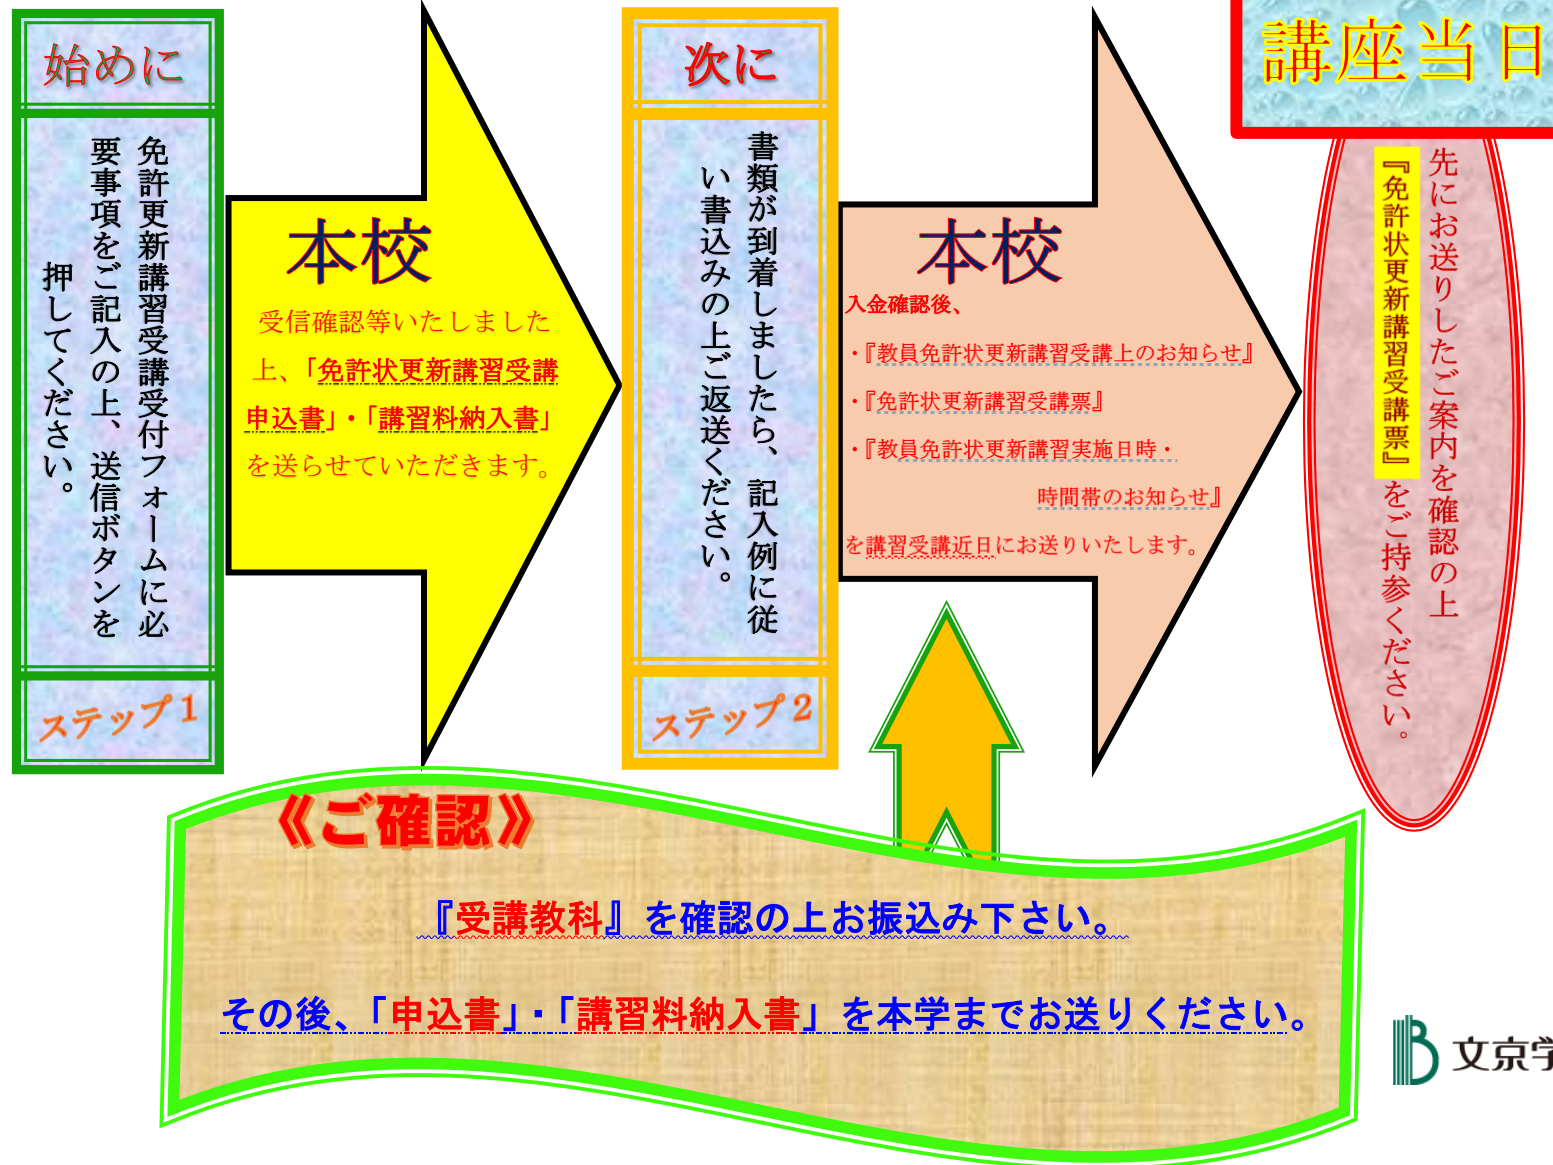 始めに
免許更新講習受講受付フォームに必
要事項をご記入の上、送信ボタンを
押してください。
ステップ1
本校
受信確認等いたしました
上、「免許状更新講習受講
申込書」・「講習料納入書」
を送らせていただきます。
次に
書類が到着しましたら、記入例に従
い書込みの上ご返送ください。
ステップ2
本校
入金確認後、
・『教員免許状更新講習受講上のお知らせ』
・『免許状更新講習受講票』
・『教員免許状更新講習実施日時・
時間帯のお知らせ』
を講習受講近日にお送りいたします。
講座当日
先にお送りしたご案内を確認の上
『免許状更新講習受講票』をご持参ください。
《ご確認》
『受講教科』を確認の上お振込み下さい。
その後、「申込書」・「講習料納入書」を本学までお送りください。
文京学